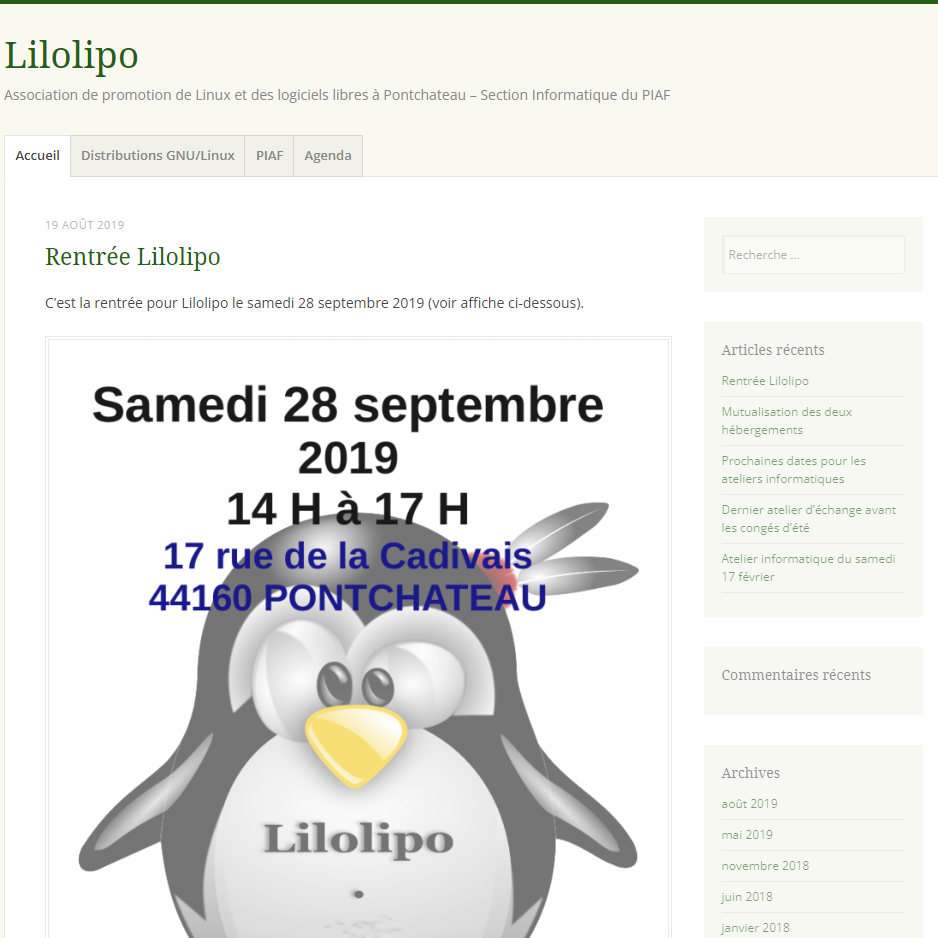 Lilolipo
Association de promotion de Linux et des logiciels libres à Pontchateau – Section Informatique du PIAF
Accueil
Distributions GNU/Linux
PIAF
Agenda
19 AOÛT 2019
Rentrée Lilolipo
C’est la rentrée pour Lilolipo le samedi 28 septembre 2019 (voir affiche ci-dessous).
Samedi 28 septembre
2019
14 H à 17 H
17 rue de la Cadivais
44160 PONTCHATEAU
Lilolipo
Recherche …
Articles récents
Rentrée Lilolipo
Mutualisation des deux
hébergements
Prochaines dates pour les
ateliers informatiques
Dernier atelier d’échange avant
les congés d’été
Atelier informatique du samedi
17 février
Commentaires récents
Archives
août 2019
mai 2019
novembre 2018
juin 2018
janvier 2018